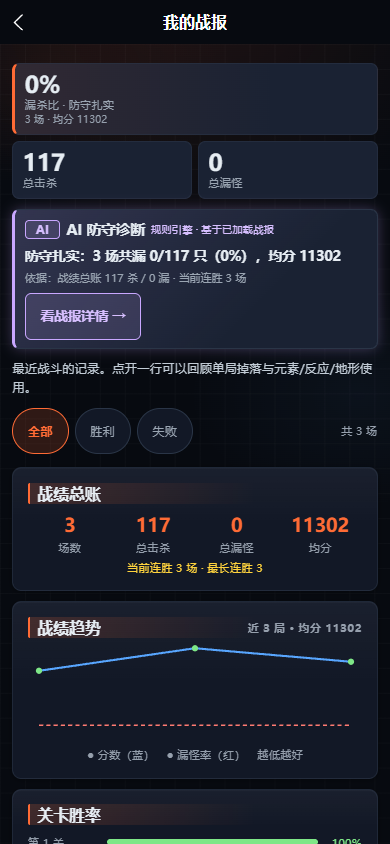 我的战报
0%
漏杀比 · 防守扎实
3 场 · 均分 11302
117
总击杀
0
总漏怪
AI AI 防守诊断 规则引擎 · 基于已加载战报
防守扎实：3 场共漏 0/117 只（0%），均分 11302
依据：战绩总账 117 杀 / 0 漏 · 当前连胜 3 场
看战报详情 →
最近战斗的记录。点开一行可以回顾单局掉落与元素/反应/地形使
用。
全部 胜利 失败 共 3 场
战绩总账
3 117 0 11302
场数 总击杀 总漏怪 均分
当前连胜 3 场 · 最长连胜 3
战绩趋势 近 3 局 • 均分 11302
● 分数（蓝） ● 漏怪率（红） 越低越好
关卡胜率
第 1 关 100%